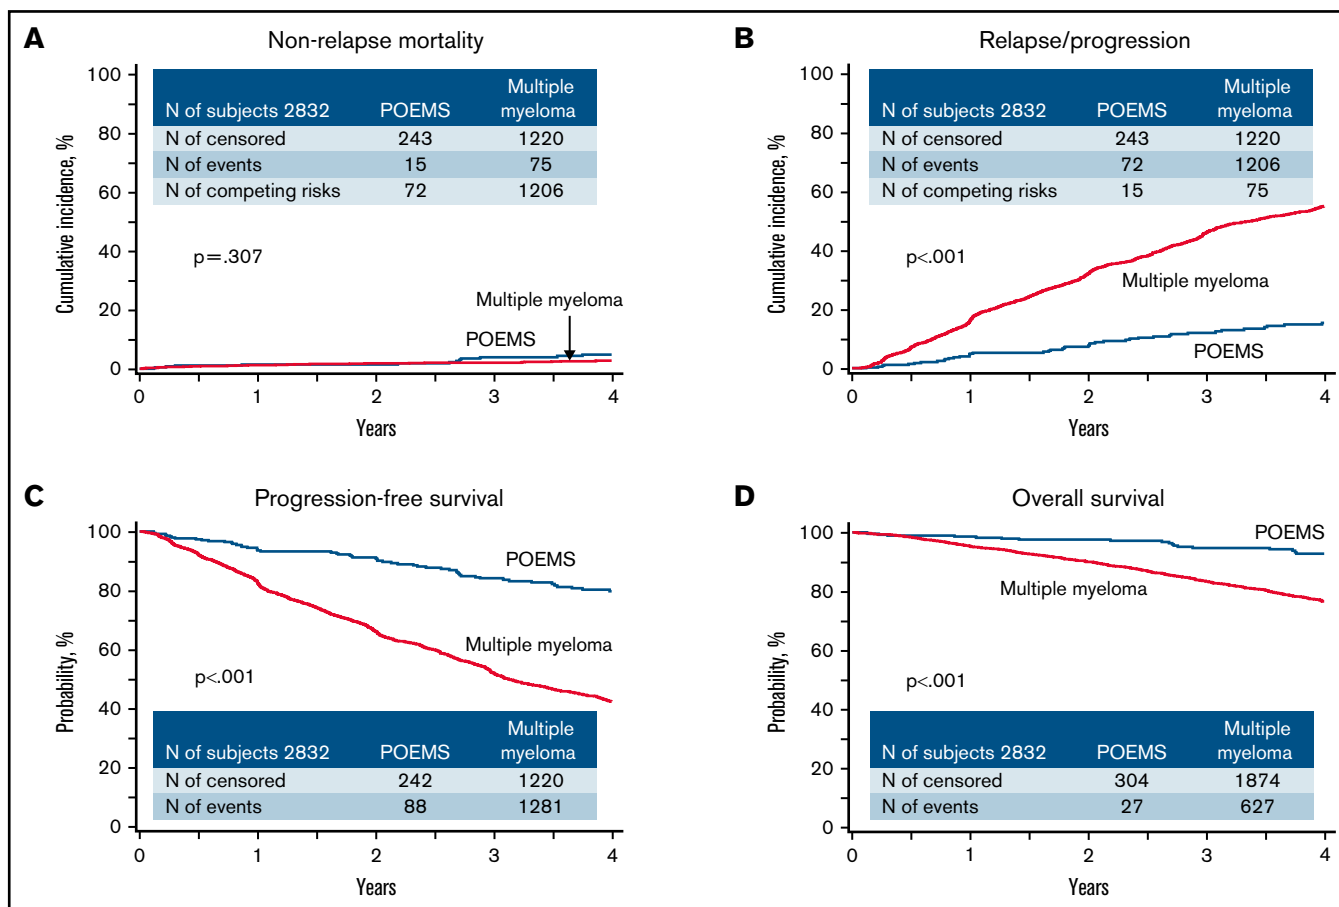 A
Non-relapse mortality
Cumulative incidence, %
100
80
60
40
20
0
N of subjects 2832 POEMS Multiple myeloma
N of censored 243 1220
N of events 15 75
N of competing risks 72 1206
p=.307
Multiple myeloma
POEMS
0 1 2 3 4
Years
B
Relapse/progression
Cumulative incidence, %
100
80
60
40
20
0
N of subjects 2832 POEMS Multiple myeloma
N of censored 243 1220
N of events 72 1206
N of competing risks 15 75
p<.001
Multiple myeloma
POEMS
0 1 2 3 4
Years
C
Progression-free survival
Probability, %
100
80
60
40
20
0
POEMS
Multiple myeloma
p<.001
N of subjects 2832 POEMS Multiple myeloma
N of censored 242 1220
N of events 88 1281
0 1 2 3 4
Years
D
Overall survival
Probability, %
100
80
60
40
20
0
POEMS
Multiple myeloma
p<.001
N of subjects 2832 POEMS Multiple myeloma
N of censored 304 1874
N of events 27 627
0 1 2 3 4
Years